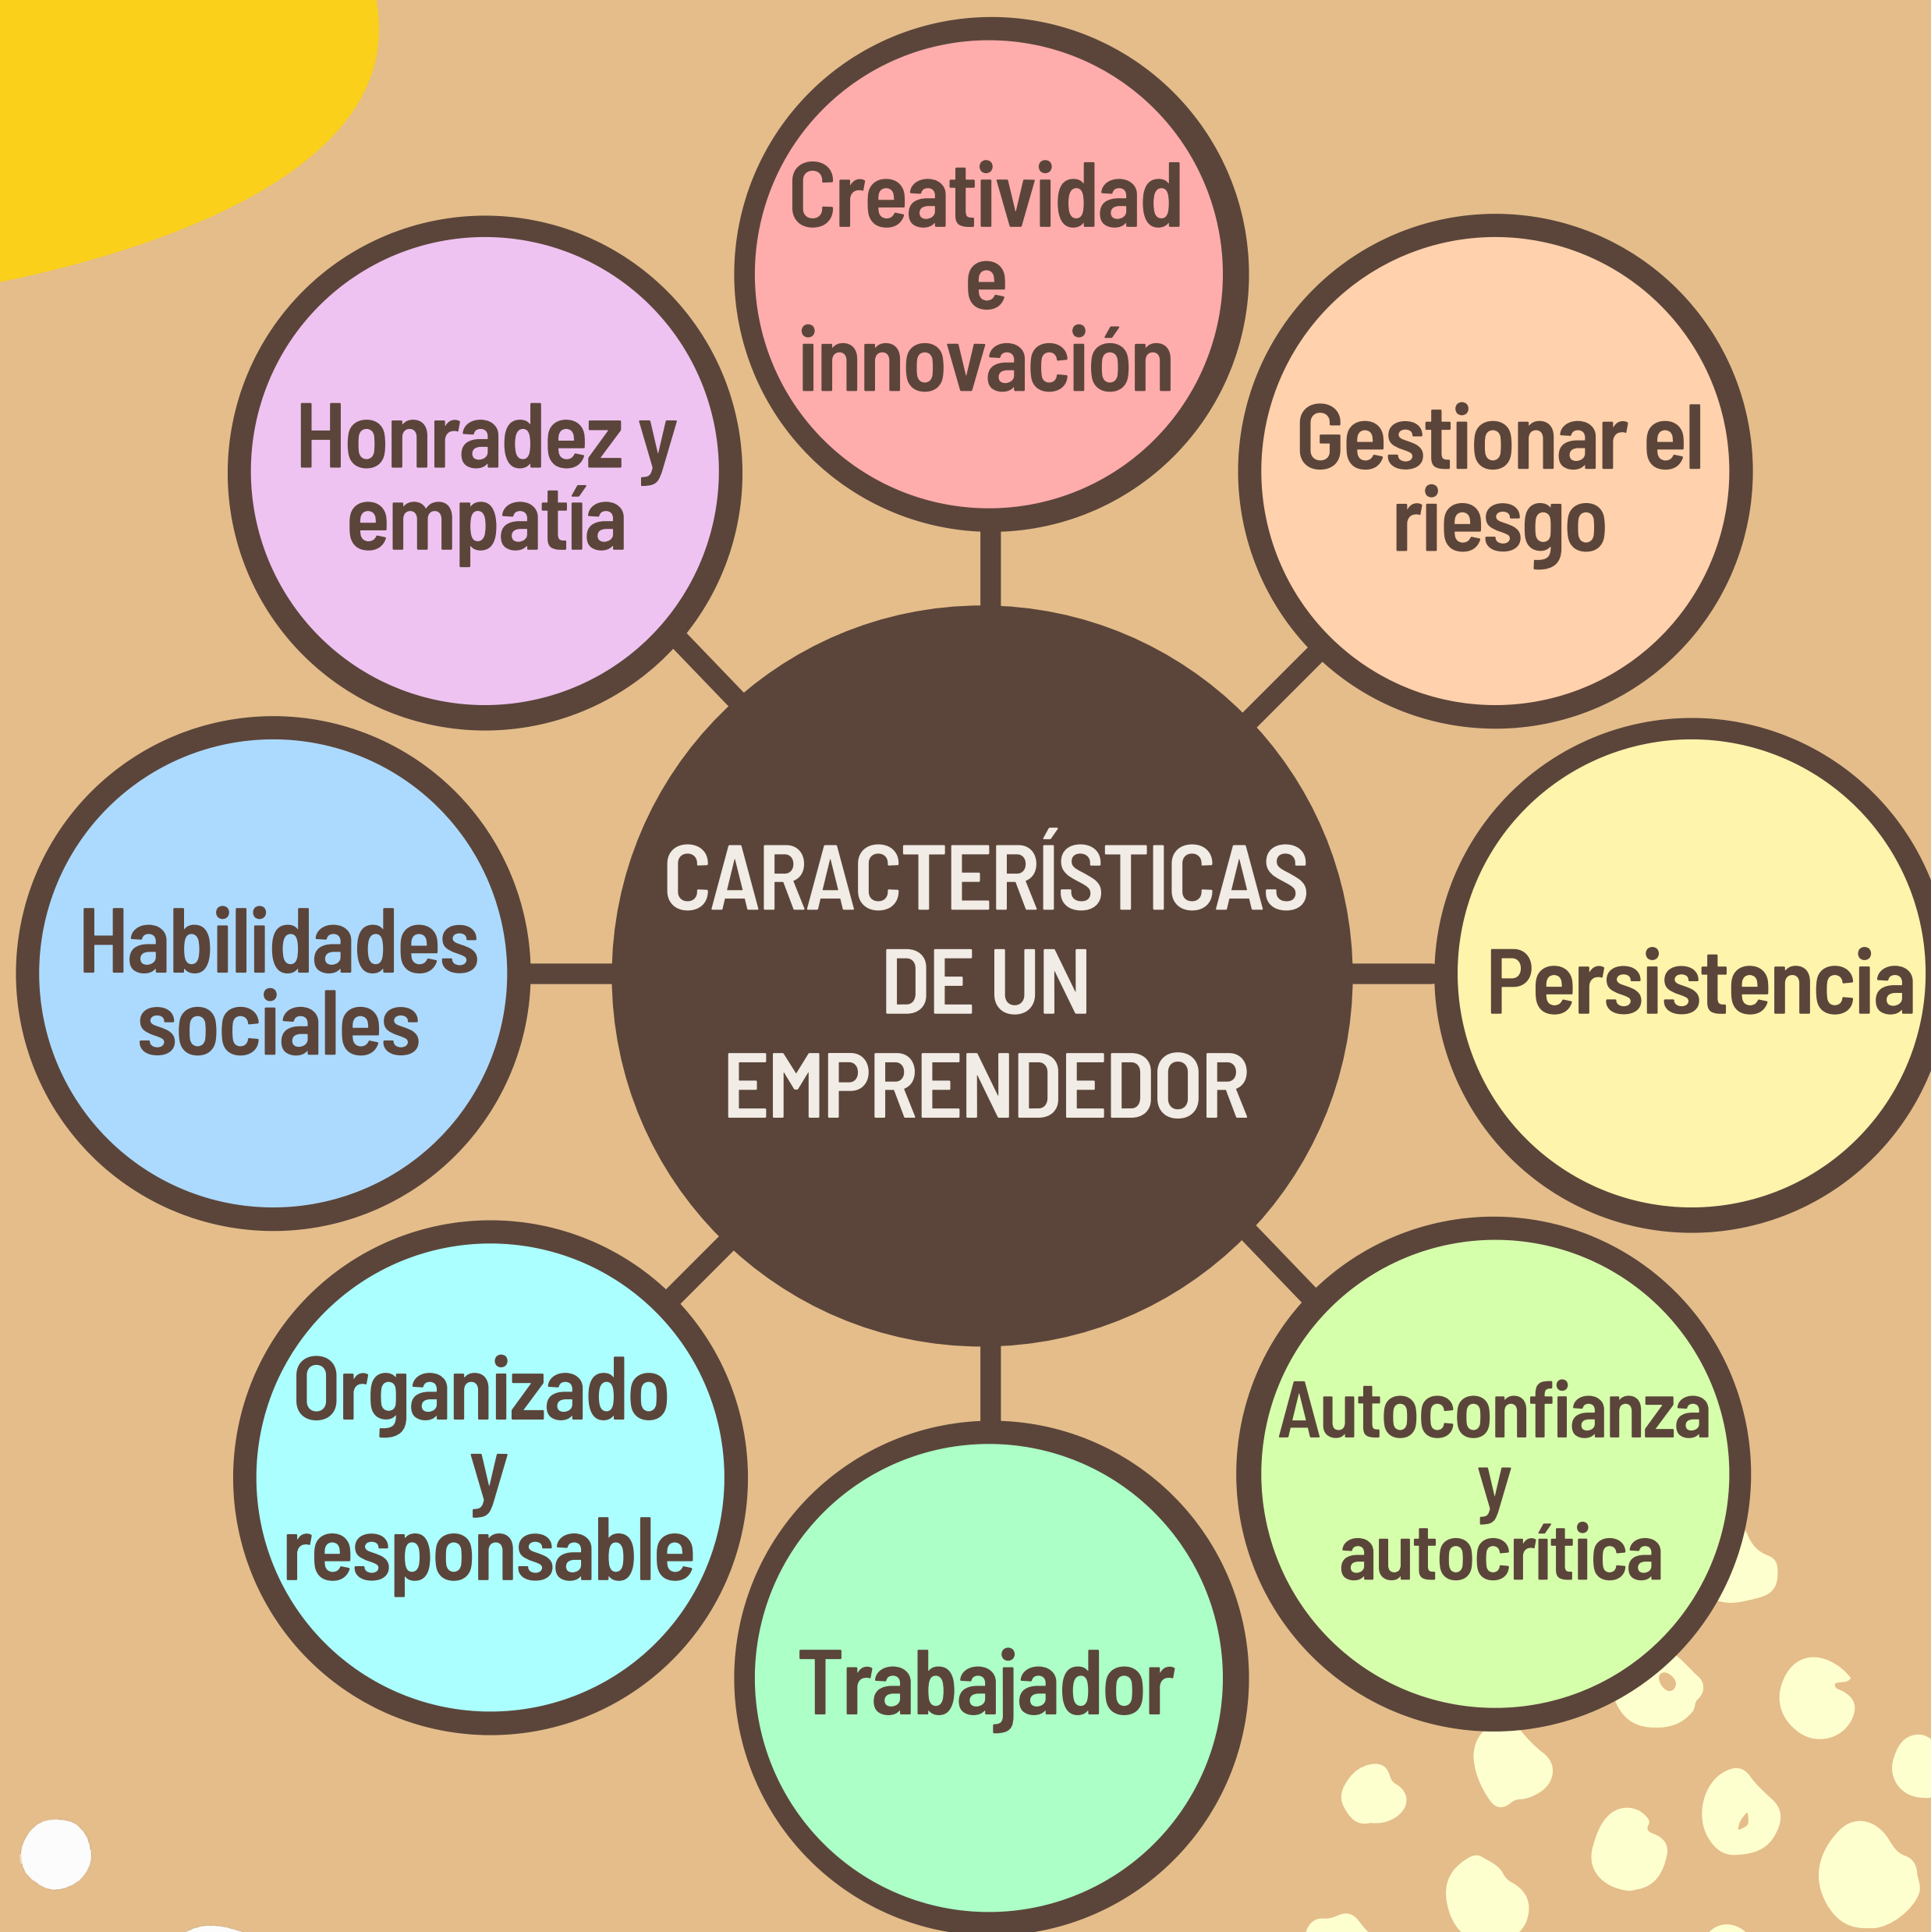 Creatividad
e
innovación
Honradez y
empatía
Gestionar el
riesgo
CARACTERÍSTICAS
DE UN
EMPRENDEDOR
Habilidades
sociales
Persistencia
Organizado
y
responsable
Autoconfianza
y
autocrítica
Trabajador